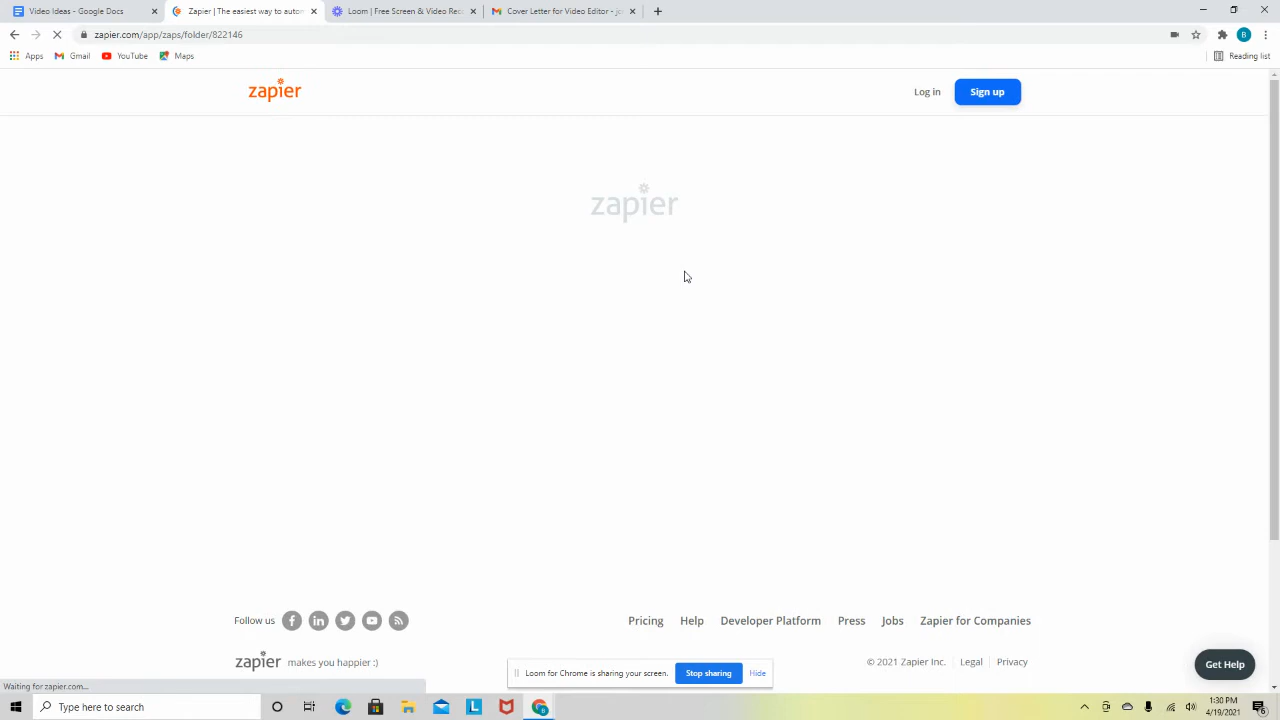 Video Ideas - Google Docs
Zapier | The easiest way to autom
Loom | Free Screen & Video Rec
Cover Letter for Video Editor - jo
zapier.com/app/zaps/folder/822146
B
Apps
Gmail
YouTube
Maps
Reading list
zapier
Log in
Sign up
zapier
Follow us
Pricing
Help
Developer Platform
Press
Jobs
Zapier for Companies
zapier makes you happier :)
© 2021 Zapier Inc.
Legal
Privacy
Get Help
Loom for Chrome is sharing your screen.
Stop sharing
Hide
Waiting for zapier.com...
Type here to search
1:30 PM
4/19/2021